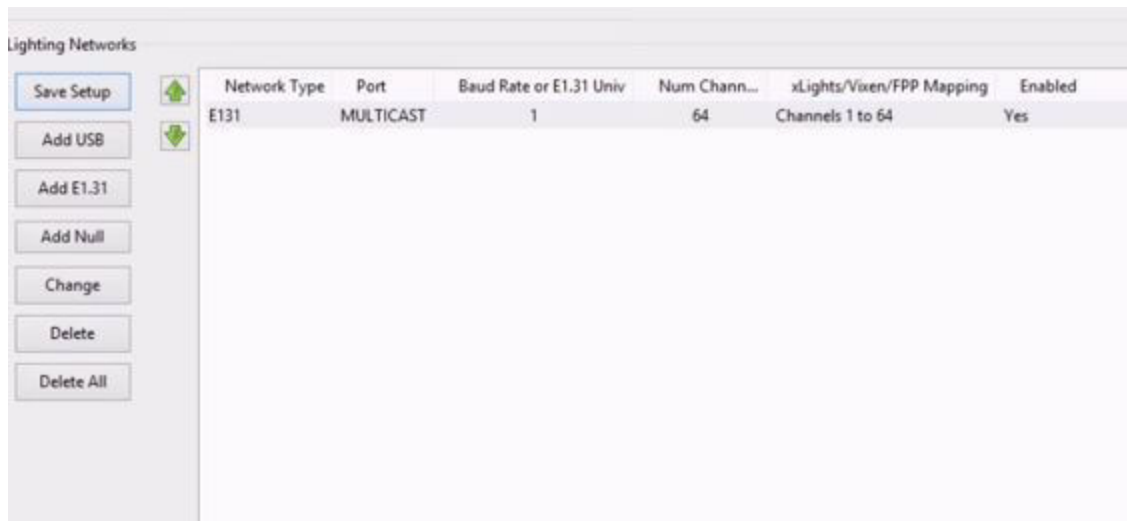 Lighting Networks
Save Setup
Add USB
Add E1.31
Add Null
Change
Delete
Delete All
Network Type Port Baud Rate or E1.31 Univ Num Chann... xLights/Vixen/FPP Mapping Enabled
E131 MULTICAST 1 64 Channels 1 to 64 Yes